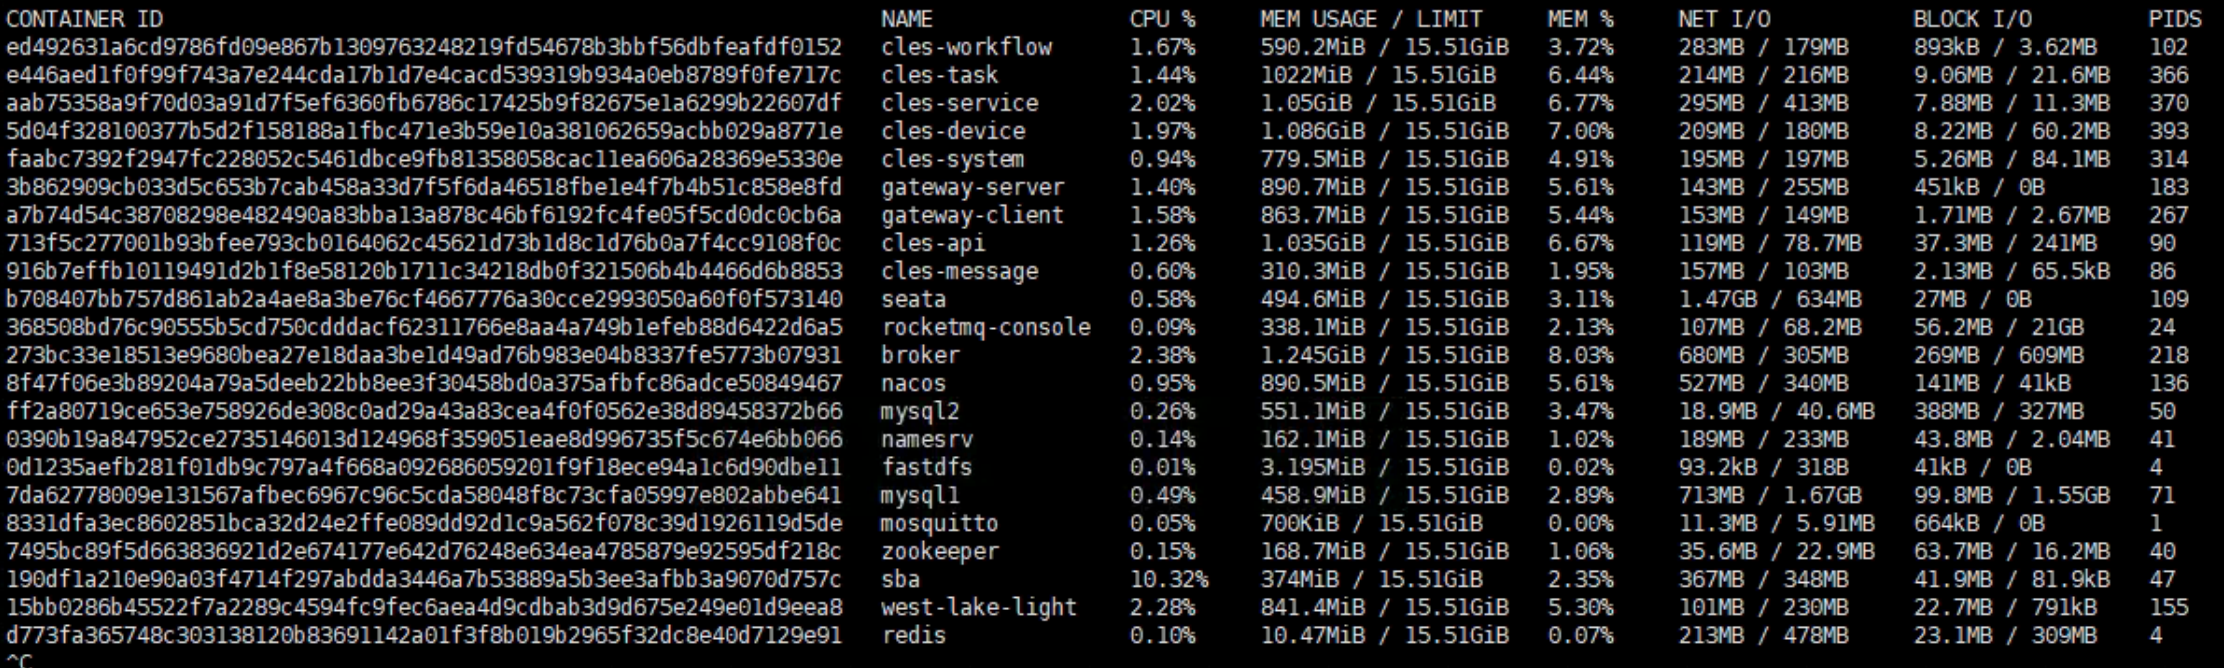 CONTAINER ID NAME CPU % MEM USAGE / LIMIT MEM % NET I/O BLOCK I/O PIDS
ed492631a6cd9786fd09e867b1309763248219fd54678b3bbf56dbfeafdf0152 cles-workflow 1.67% 590.2MiB / 15.51GiB 3.72% 283MB / 179MB 893kB / 3.62MB 102
e446aed1f0f99f743a7e244cda17b1d7e4cacd539319b934a0eb8789f0fe717c cles-task 1.44% 1022MiB / 15.51GiB 6.44% 214MB / 216MB 9.06MB / 21.6MB 366
aab75358a9f70d03a91d7f5ef6360fb6786c17425b9f82675e1a6299b22607df cles-service 2.02% 1.05GiB / 15.51GiB 6.77% 295MB / 413MB 7.88MB / 11.3MB 370
5d04f328100377b5d2f158188a1fbc471e3b59e10a381062659acbb029a8771e cles-device 1.97% 1.086GiB / 15.51GiB 7.00% 209MB / 180MB 8.22MB / 60.2MB 393
faabc7392f2947fc228052c5461dbce9fb81358058cac11ea606a28369e5330e cles-system 0.94% 779.5MiB / 15.51GiB 4.91% 195MB / 197MB 5.26MB / 84.1MB 314
3b862909cb033d5c653b7cab458a33d7f5f6da46518fbe1e4f7b4b51c858e8fd gateway-server 1.40% 890.7MiB / 15.51GiB 5.61% 143MB / 255MB 451kB / 0B 183
a7b74d54c38708298e482490a83bba13a878c46bf6192fc4fe05f5cd0dc0cb6a gateway-client 1.58% 863.7MiB / 15.51GiB 5.44% 153MB / 149MB 1.71MB / 2.67MB 267
713f5c277001b93bfee793cb0164062c45621d73b1d8c1d76b0a7f4cc9108f0c cles-api 1.26% 1.035GiB / 15.51GiB 6.67% 119MB / 78.7MB 37.3MB / 241MB 90
916b7effb10119491d2b1f8e58120b1711c34218db0f321506b4b4466d6b8853 cles-message 0.60% 310.3MiB / 15.51GiB 1.95% 157MB / 103MB 2.13MB / 65.5kB 86
b708407bb757d861ab2a4ae8a3be76cf4667776a30cce2993050a60f0f573140 seata 0.58% 494.6MiB / 15.51GiB 3.11% 1.47GB / 634MB 27MB / 0B 109
368508bd76c90555b5cd750cdddacf62311766e8aa4a749b1efeb88d6422d6a5 rocketmq-console 0.09% 338.1MiB / 15.51GiB 2.13% 107MB / 68.2MB 56.2MB / 21GB 24
273bc33e18513e9680bea27e18daa3be1d49ad76b983e04b8337fe5773b07931 broker 2.38% 1.245GiB / 15.51GiB 8.03% 680MB / 305MB 269MB / 609MB 218
8f47f06e3b89204a79a5deeb22bb8ee3f30458bd0a375afbfc86adce50849467 nacos 0.95% 890.5MiB / 15.51GiB 5.61% 527MB / 340MB 141MB / 41kB 136
ff2a80719ce653e758926de308c0ad29a43a83cea4f0f0562e38d89458372b66 mysql2 0.26% 551.1MiB / 15.51GiB 3.47% 18.9MB / 40.6MB 388MB / 327MB 50
0390b19a847952ce2735146013d124968f359051eae8d996735f5c674e6bb066 namesrv 0.14% 162.1MiB / 15.51GiB 1.02% 189MB / 233MB 43.8MB / 2.04MB 41
0d1235aefb281f01db9c797a4f668a092686059201f9f18ece94a1c6d90dbe11 fastdfs 0.01% 3.195MiB / 15.51GiB 0.02% 93.2kB / 318B 41kB / 0B 4
7da62778009e131567afbec6967c96c5cda58048f8c73cfa05997e802abbe641 mysql1 0.49% 458.9MiB / 15.51GiB 2.89% 713MB / 1.67GB 99.8MB / 1.55GB 71
8331dfa3ec8602851bca32d24e2ffe089dd92d1c9a562f078c39d1926119d5de mosquitto 0.05% 700KiB / 15.51GiB 0.00% 11.3MB / 5.91MB 664kB / 0B 1
7495bc89f5d663836921d2e674177e642d76248e634ea4785879e92595df218c zookeeper 0.15% 168.7MiB / 15.51GiB 1.06% 35.6MB / 22.9MB 63.7MB / 16.2MB 40
190df1a210e90a03f4714f297abdda3446a7b53889a5b3ee3afbb3a9070d757c sba 10.32% 374MiB / 15.51GiB 2.35% 367MB / 348MB 41.9MB / 81.9kB 47
15bb0286b45522f7a2289c4594fc9fec6aea4d9cdbab3d9d675e249e01d9eea8 west-lake-light 2.28% 841.4MiB / 15.51GiB 5.30% 101MB / 230MB 22.7MB / 791kB 155
d773fa365748c303138120b83691142a01f3f8b019b2965f32dc8e40d7129e91 redis 0.10% 10.47MiB / 15.51GiB 0.07% 213MB / 478MB 23.1MB / 309MB 4
^C